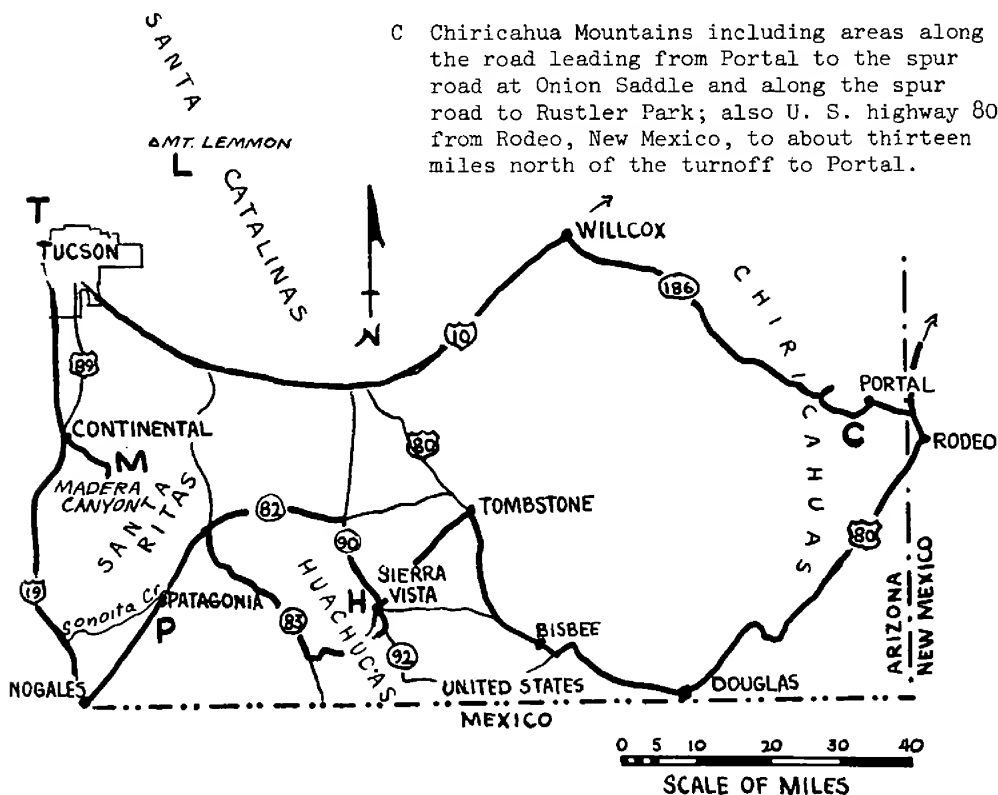 C Chiricahua Mountains including areas along
the road leading from Portal to the spur
road at Onion Saddle and along the spur
road to Rustler Park; also U. S. highway 80
from Rodeo, New Mexico, to about thirteen
miles north of the turnoff to Portal.
SANTA
CATALINAS
MT. LEMMON
L
T
TUCSON
N
WILLCOX
10
186
CHIRICAHUAS
89
PORTAL
C
RODEO
CONTINENTAL
M
MADERA
CANYON
SANTA
RITAS
80
82
TOMBSTONE
90
80
SIERRA
VISTA
H
HUACHUCAS
19
Sonoita Cr.
PATAGONIA
P
83
92
BISBEE
ARIZONA
NEW MEXICO
NOGALES
UNITED STATES
DOUGLAS
MEXICO
0 5 10 20 30 40
SCALE OF MILES